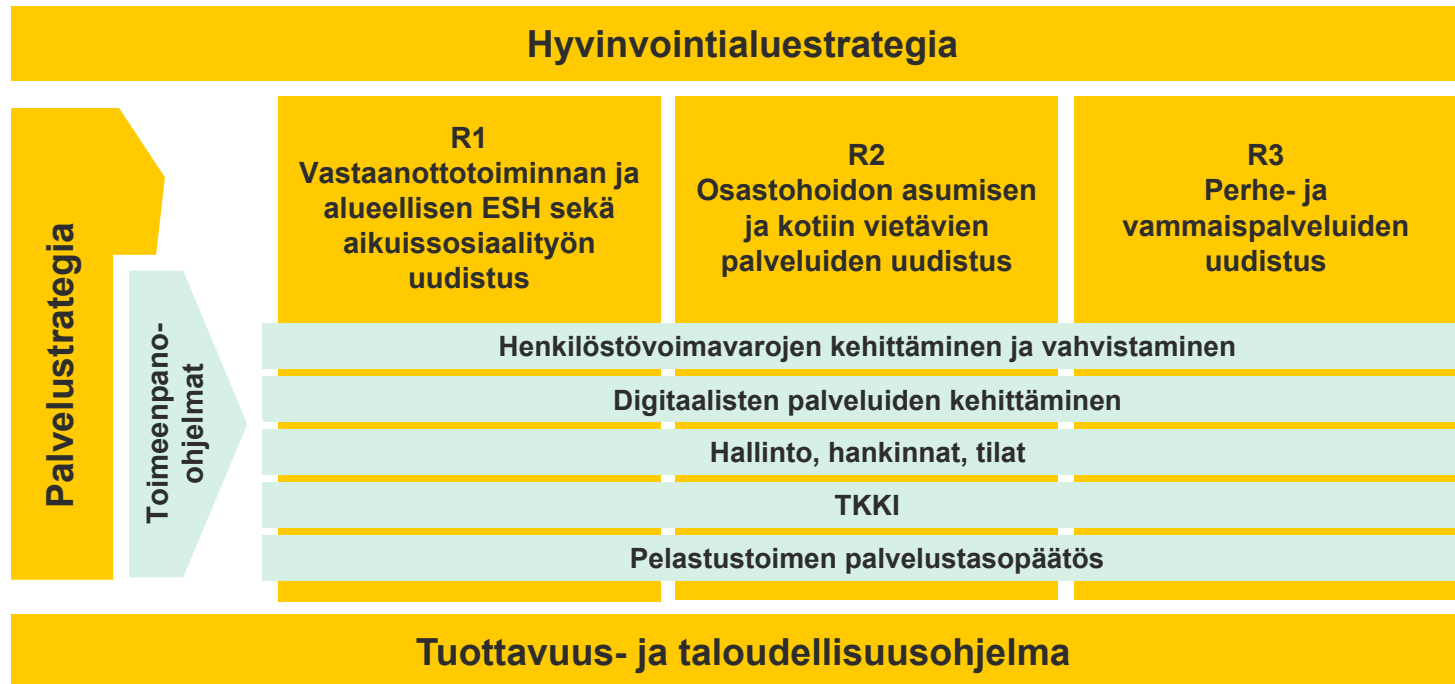 Hyvinvointialuestrategia
Palvelustrategia
Toimeenpano-
ohjelmat
R1
Vastaanottotoiminnan ja
alueellisen ESH sekä
aikuissosiaalityön
uudistus
R2
Osastohoidon asumisen
ja kotiin vietävien
palveluiden uudistus
R3
Perhe- ja
vammaispalveluiden
uudistus
Henkilöstövoimavarojen kehittäminen ja vahvistaminen
Digitaalisten palveluiden kehittäminen
Hallinto, hankinnat, tilat
TKKI
Pelastustoimen palvelustasopäätös
Tuottavuus- ja taloudellisuusohjelma